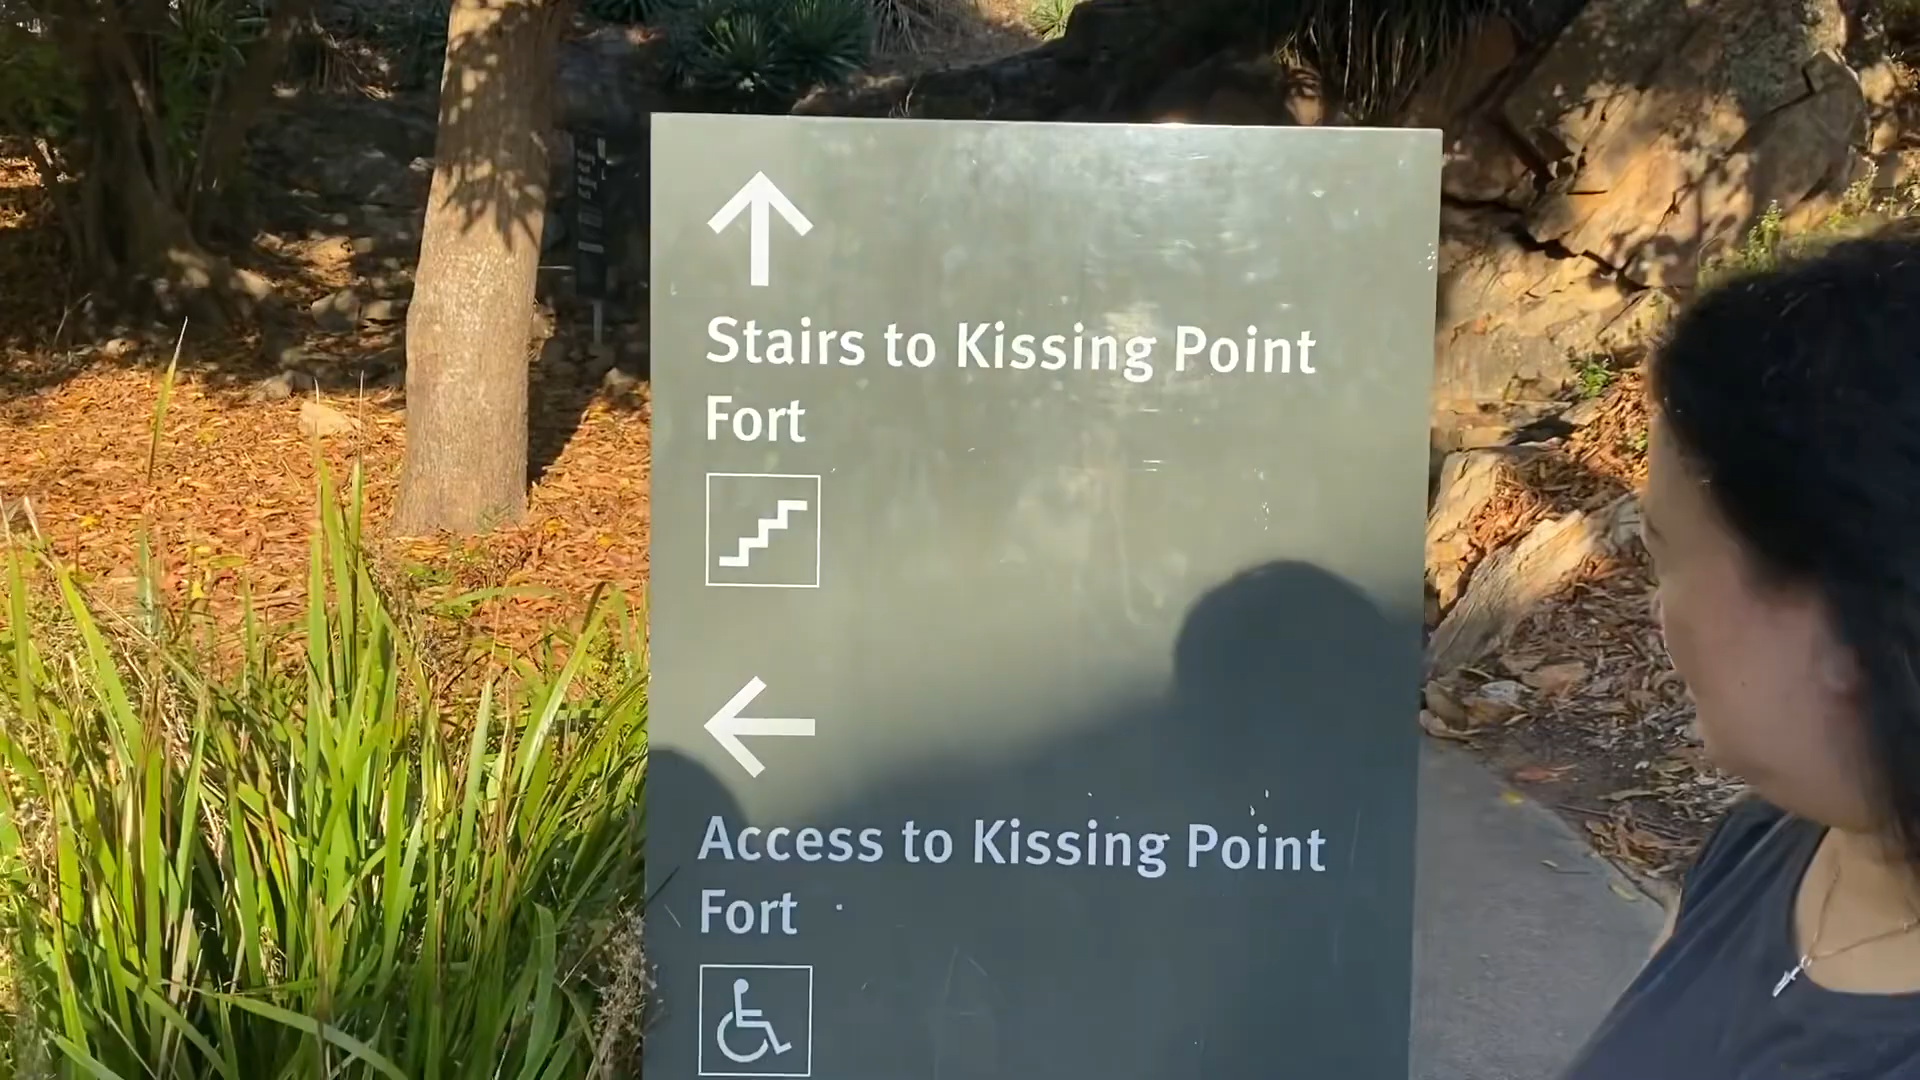 Stairs to Kissing Point
Fort
Access to Kissing Point
Fort